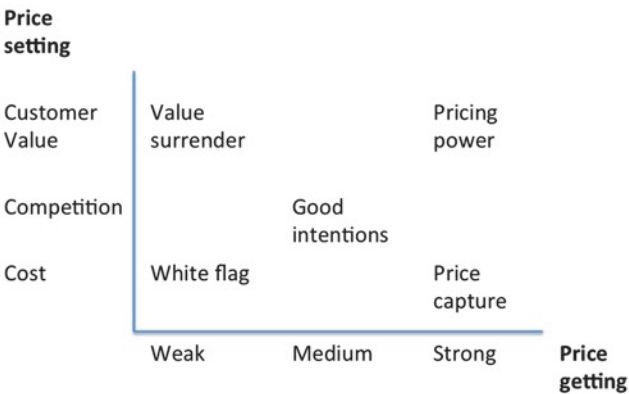 Price
setting
Customer Value Pricing
Value surrender power
Competition Good
intentions
Cost White flag Price
capture
Weak Medium Strong Price
getting